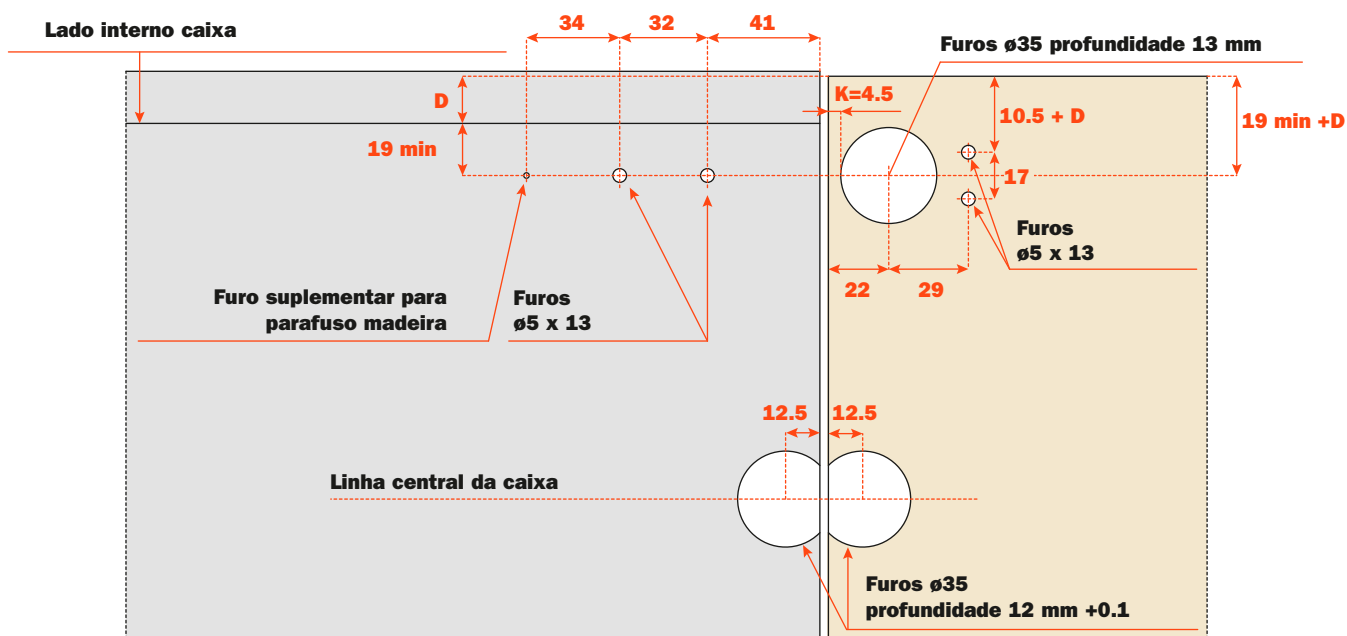 Lado interno caixa
34
32
41
Furos ø35 profundidade 13 mm
D
K=4.5
10.5 + D
19 min +D
19 min
17
Furos
ø5 x 13
22
29
Furo suplementar para
parafuso madeira
Furos
ø5 x 13
12.5
12.5
Linha central da caixa
Furos ø35
profundidade 12 mm +0.1